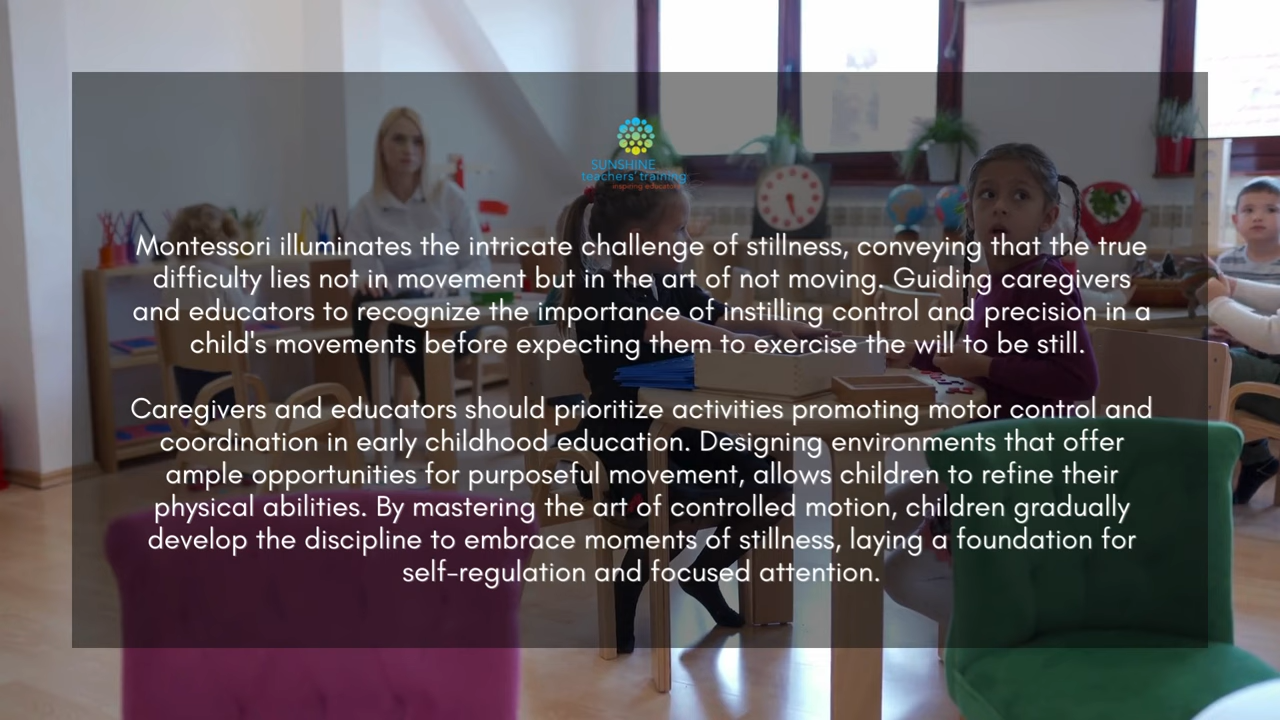 SUNSHINE
teachers' training
inspiring educators
Montessori illuminates the intricate challenge of stillness, conveying that the true
difficulty lies not in movement but in the art of not moving. Guiding caregivers
and educators to recognize the importance of instilling control and precision in a
child's movements before expecting them to exercise the will to be still.
Caregivers and educators should prioritize activities promoting motor control and
coordination in early childhood education. Designing environments that offer
ample opportunities for purposeful movement, allows children to refine their
physical abilities. By mastering the art of controlled motion, children gradually
develop the discipline to embrace moments of stillness, laying a foundation for
self-regulation and focused attention.